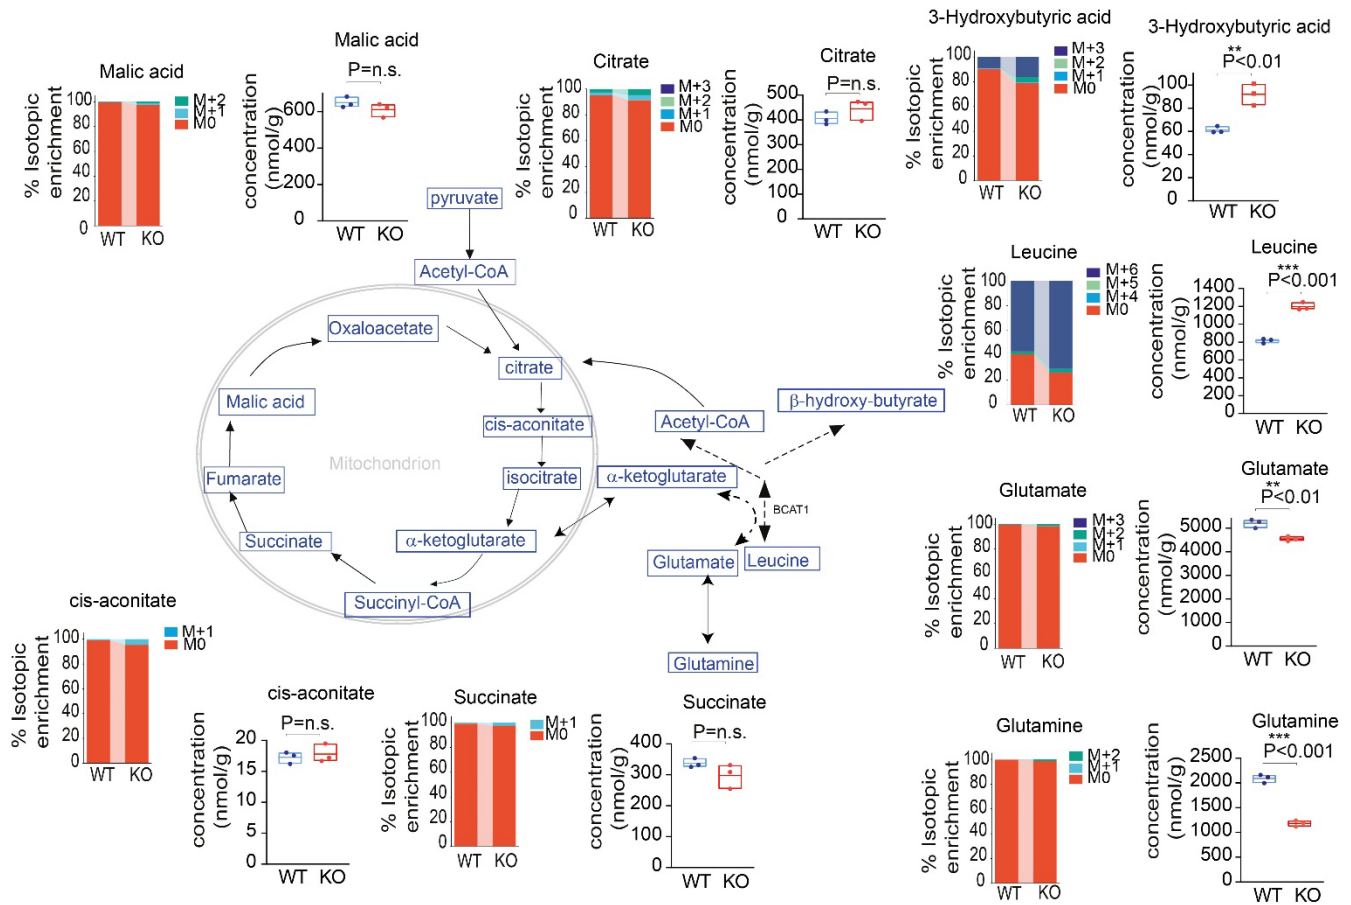 Malic acid
% Isotopic
enrichment
100
80
60
40
20
0
WT KO
M+2
M+1
M0
Malic acid
P=n.s.
concentration
(nmol/g)
600
400
200
0
WT KO
Citrate
% Isotopic
enrichment
100
80
60
40
20
0
WT KO
M+3
M+2
M+1
M0
Citrate
P=n.s.
concentration
(nmol/g)
500
400
300
200
100
0
WT KO
3-Hydroxybutyric acid
% Isotopic
enrichment
100
80
60
40
20
0
WT KO
M+3
M+2
M+1
M0
3-Hydroxybutyric acid
**
P<0.01
concentration
(nmol/g)
100
80
60
40
20
0
WT KO
pyruvate
Acetyl-CoA
Oxaloacetate
citrate
Malic acid
cis-aconitate
Mitochondrion
isocitrate
Fumarate
α-ketoglutarate
Succinate
Succinyl-CoA
Acetyl-CoA
β-hydroxy-butyrate
α-ketoglutarate
BCAT1
Glutamate
Leucine
Glutamine
Leucine
% Isotopic
enrichment
100
80
60
40
20
0
WT KO
M+6
M+5
M+4
M0
Leucine
***
P<0.001
concentration
(nmol/g)
1400
1200
1000
800
600
400
200
0
WT KO
Glutamate
% Isotopic
enrichment
100
80
60
40
20
0
WT KO
M+3
M+2
M+1
M0
Glutamate
**
P<0.01
concentration
(nmol/g)
5000
4000
3000
2000
1000
0
WT KO
cis-aconitate
% Isotopic
enrichment
100
80
60
40
20
0
WT KO
M+1
M0
cis-aconitate
P=n.s.
concentration
(nmol/g)
20
15
10
5
0
WT KO
Succinate
% Isotopic
enrichment
100
80
60
40
20
0
WT KO
M+1
M0
Succinate
P=n.s.
concentration
(nmol/g)
400
300
200
100
0
WT KO
Glutamine
% Isotopic
enrichment
100
80
60
40
20
0
WT KO
M+2
M+1
M0
Glutamine
***
P<0.001
concentration
(nmol/g)
2500
2000
1500
1000
500
0
WT KO